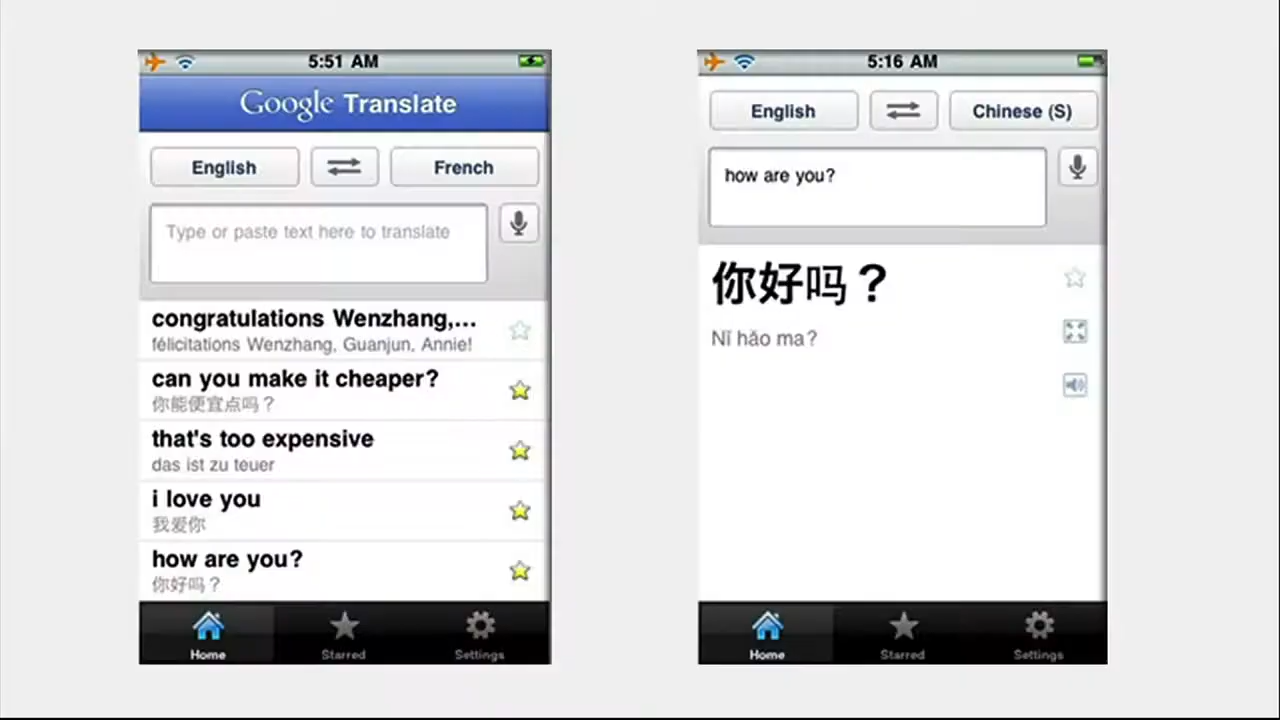 5:51 AM
Google Translate
English
French
Type or paste text here to translate
congratulations Wenzhang,...
félicitations Wenzhang, Guanjun, Annie!
can you make it cheaper?
你能便宜点吗？
that's too expensive
das ist zu teuer
i love you
我爱你
how are you?
你好吗？
Home
Starred
Settings
5:16 AM
English
Chinese (S)
how are you?
你好吗？
Nǐ hǎo ma?
Home
Starred
Settings